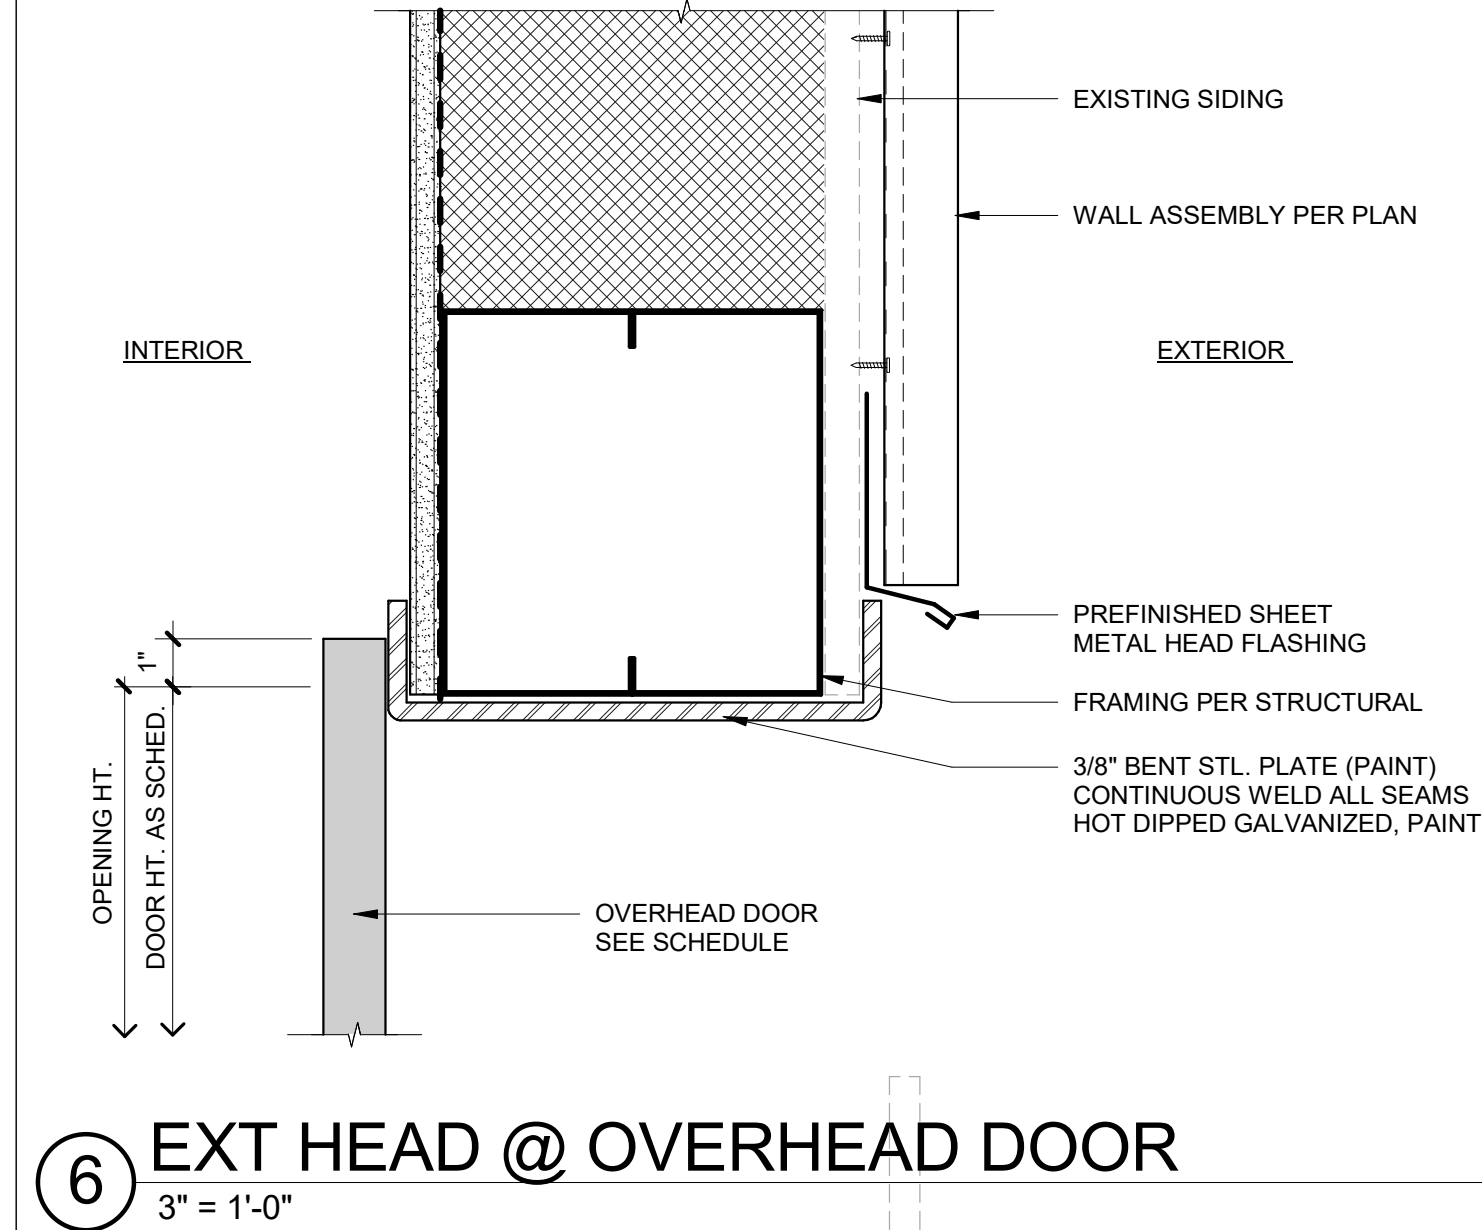 EXISTING SIDING
WALL ASSEMBLY PER PLAN
INTERIOR
EXTERIOR
PREFINISHED SHEET
METAL HEAD FLASHING
1"
FRAMING PER STRUCTURAL
OPENING HT.
DOOR HT. AS SCHED.
3/8" BENT STL. PLATE (PAINT)
CONTINUOUS WELD ALL SEAMS
HOT DIPPED GALVANIZED, PAINT
OVERHEAD DOOR
SEE SCHEDULE
6 EXT HEAD @ OVERHEAD DOOR
3" = 1'-0"